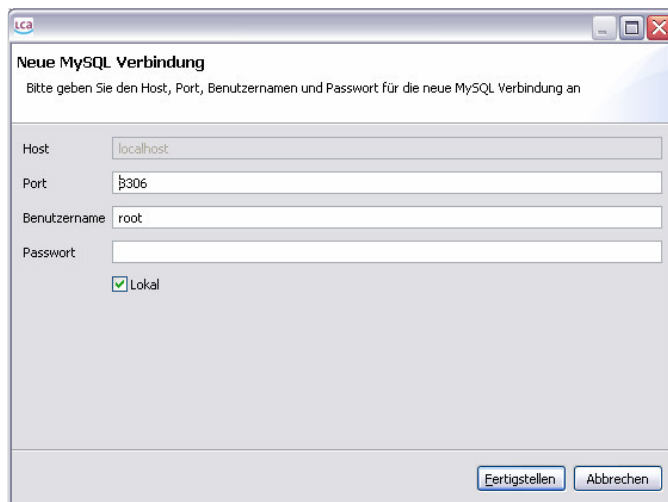 LCA
Neue MySQL Verbindung
Bitte geben Sie den Host, Port, Benutzernamen und Passwort für die neue MySQL Verbindung an
Host localhost
Port 3306
Benutzername root
Passwort
Lokal
Fertigstellen Abbrechen